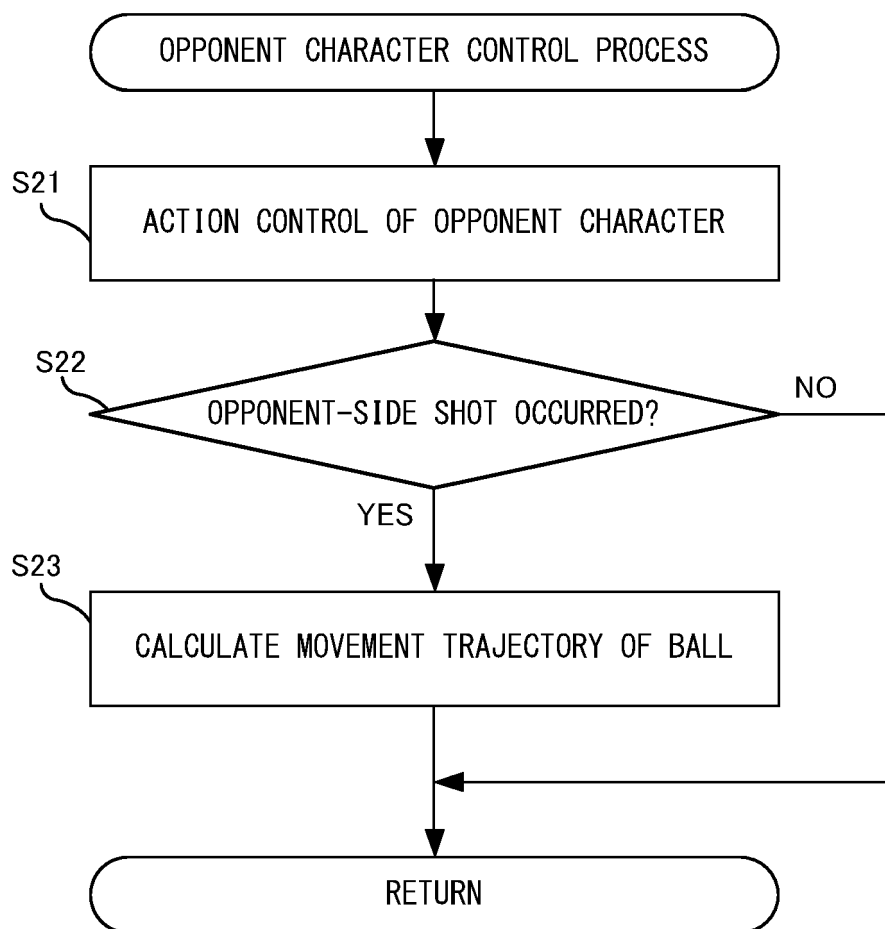 OPPONENT CHARACTER CONTROL PROCESS
S21
ACTION CONTROL OF OPPONENT CHARACTER
S22
OPPONENT-SIDE SHOT OCCURRED?
NO
YES
S23
CALCULATE MOVEMENT TRAJECTORY OF BALL
RETURN